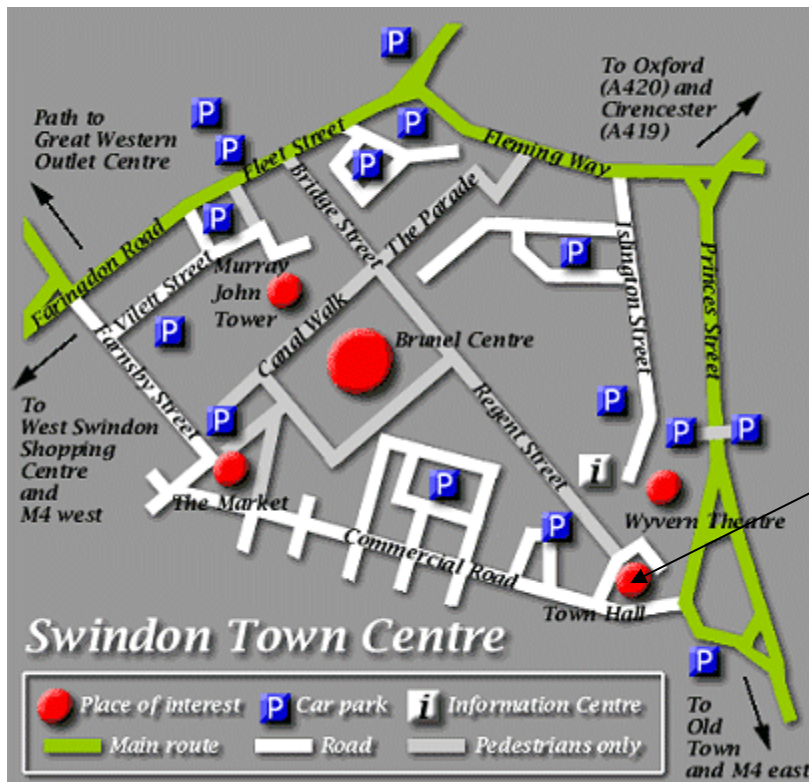 P
To Oxford
(A420) and
Cirencester
(A419)
Path to
Great Western
Outlet Centre
P
P
P
Fleet Street
P
Fleming Way
P
Bridge Street
The Parade
Islington Street
Princes Street
Faringdon Road
Vilett Street
Murray
John
Tower
P
Canal Walk
Brunel Centre
Farnsby Street
P
To
West Swindon
Shopping
Centre
and
M4 west
P
Regent Street
P
P
P
i
Wyvern Theatre
The Market
P
P
Commercial Road
Town Hall
Swindon Town Centre
P
Place of interest
P Car park
i Information Centre
Main route
Road
Pedestrians only
To
Old
Town
and M4 east